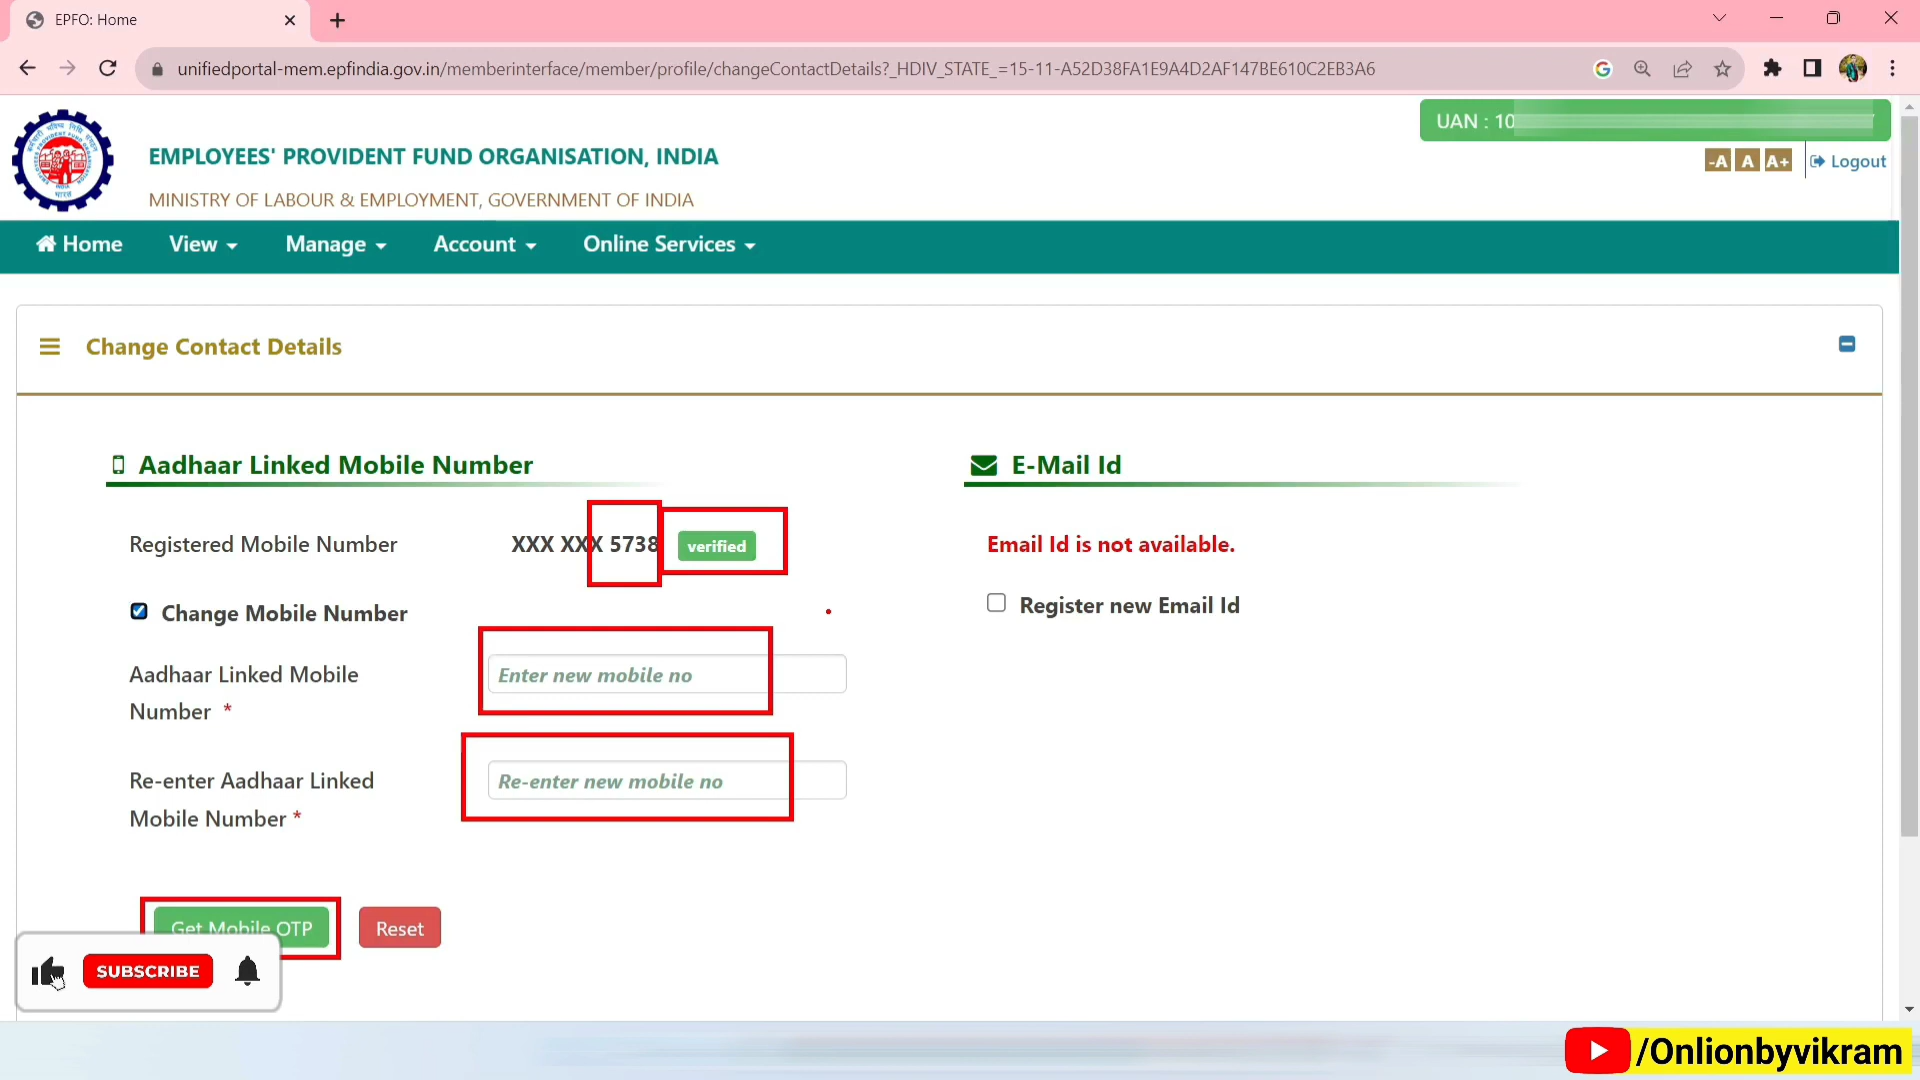 EPFO: Home
unifiedportal-mem.epfindia.gov.in/memberinterface/member/profile/changeContactDetails?_HDIV_STATE_=15-11-A52D38FA1E9A4D2AF147BE610C2EB3A6
UAN : 10
EMPLOYEES' PROVIDENT FUND ORGANISATION, INDIA
-A A A+ Logout
MINISTRY OF LABOUR & EMPLOYMENT, GOVERNMENT OF INDIA
Home View Manage Account Online Services
Change Contact Details
Aadhaar Linked Mobile Number
E-Mail Id
Registered Mobile Number XXX XXX 5738 verified
Email Id is not available.
Change Mobile Number
Register new Email Id
Aadhaar Linked Mobile
Number *
Enter new mobile no
Re-enter Aadhaar Linked
Mobile Number *
Re-enter new mobile no
Get Mobile OTP Reset
SUBSCRIBE
/Onlionbyvikram